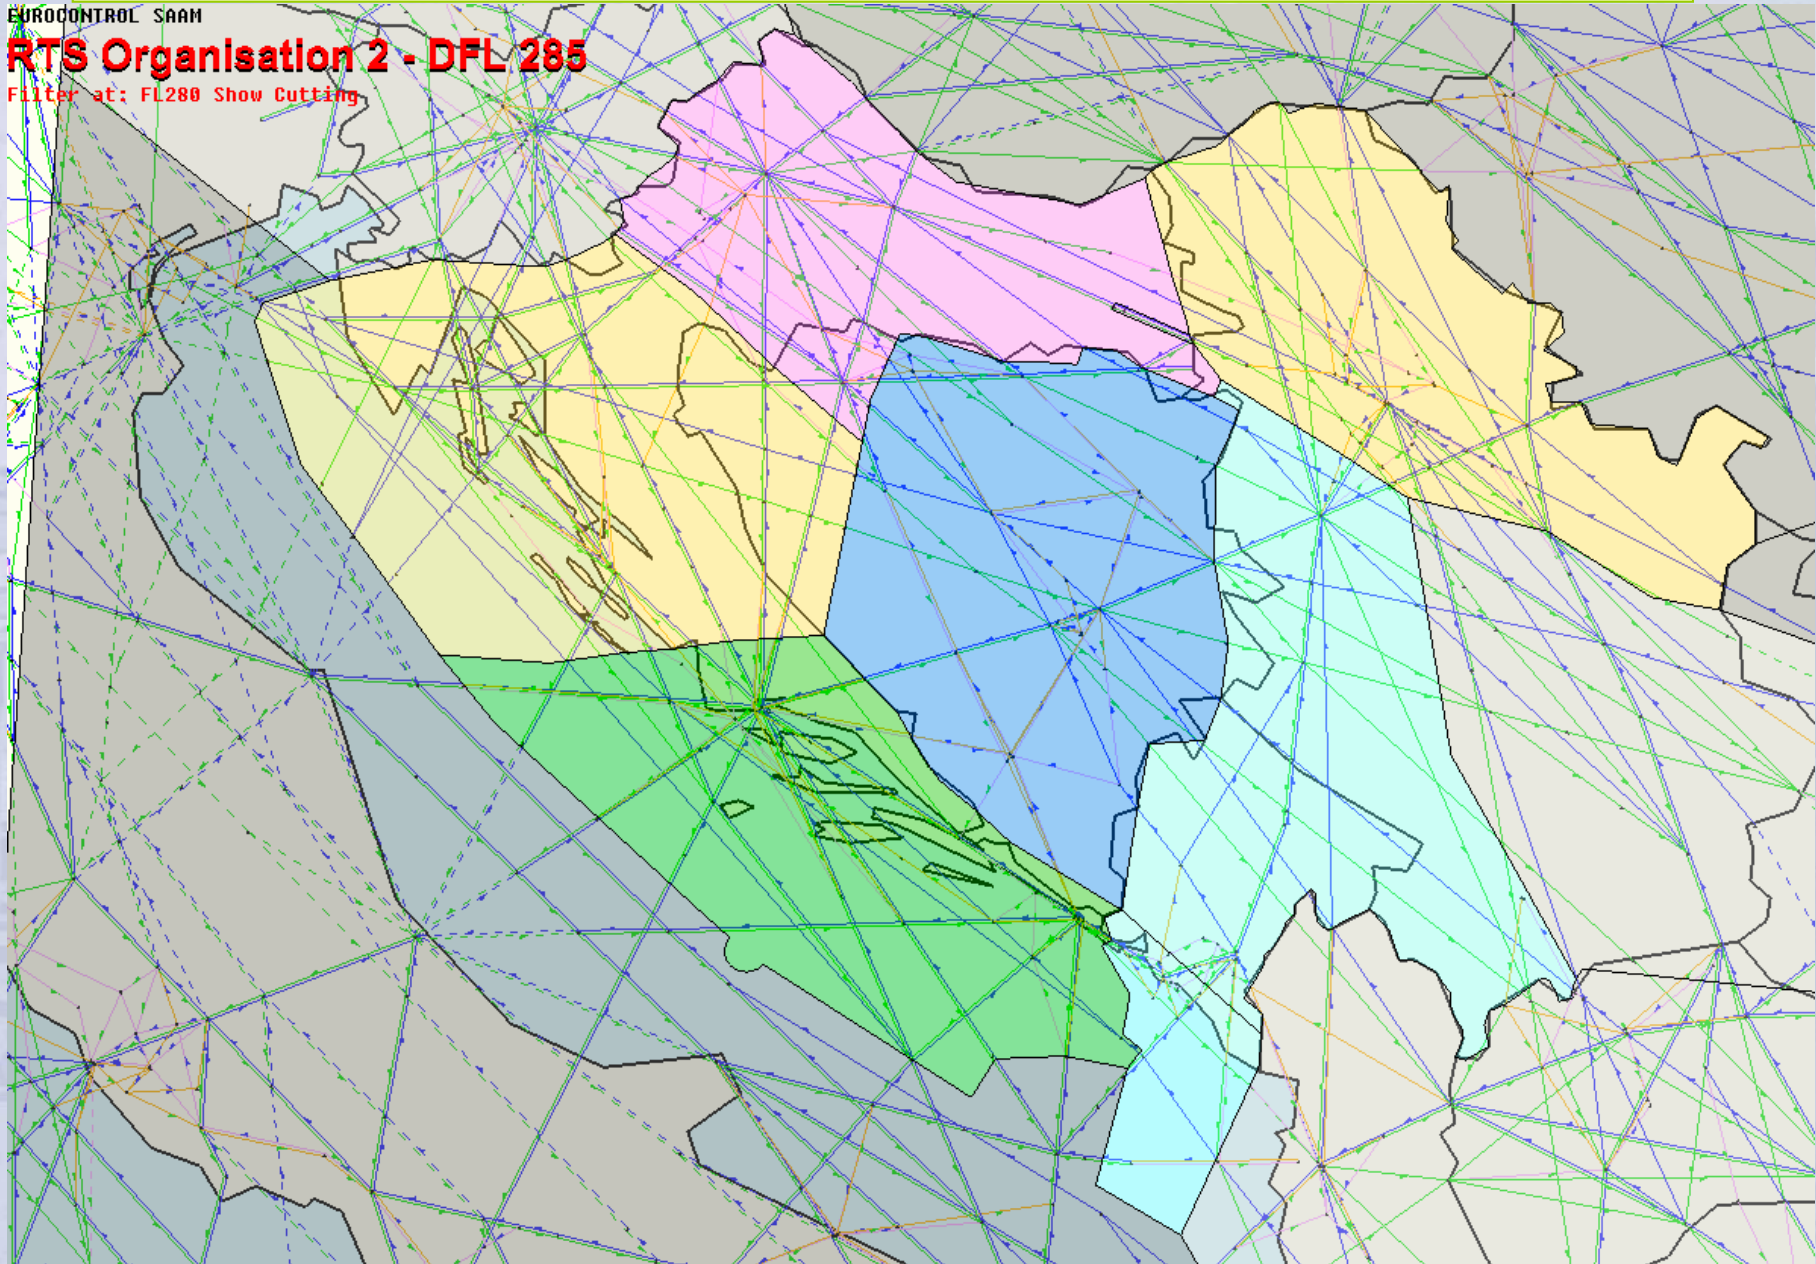 EUROCONTROL SAAM
RTS Organisation 2 - DFL 285
Filter at: FL280 Show Cutting